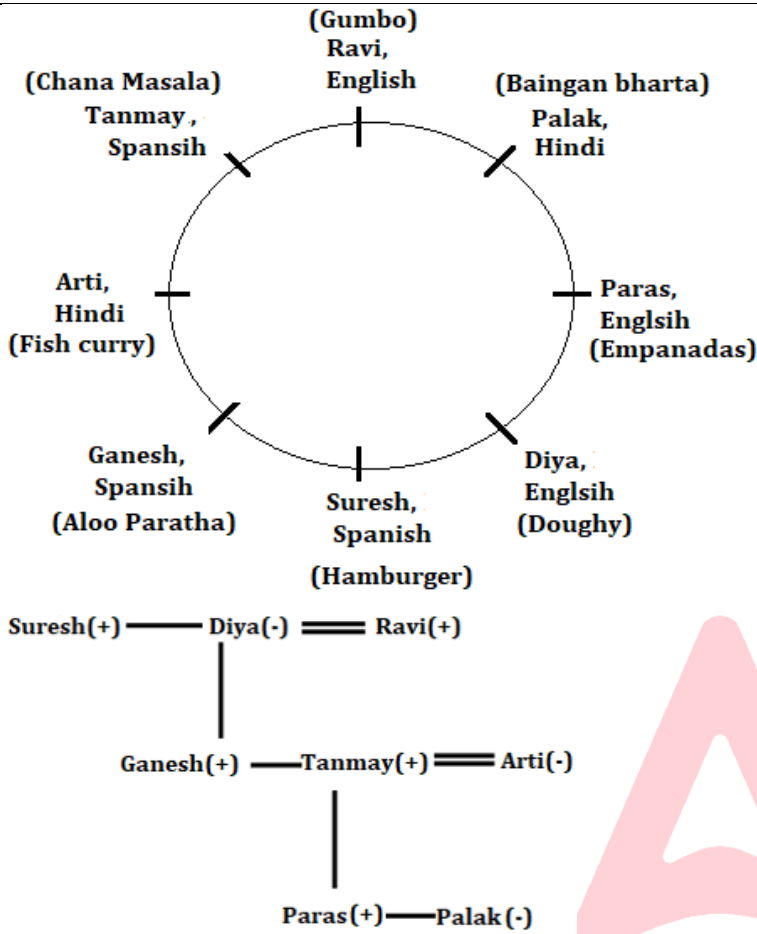 (Gumbo)
Ravi,
English
(Chana Masala)
Tanmay,
Spansih
(Baingan bharta)
Palak,
Hindi
Arti,
Hindi
(Fish curry)
Paras,
Englsih
(Empanadas)
Ganesh,
Spansih
(Aloo Paratha)
Diya,
Englsih
(Doughy)
Suresh,
Spanish
(Hamburger)
Suresh(+) Diya(-) Ravi(+)
Ganesh(+) Tanmay(+) Arti(-)
Paras(+) Palak(-)